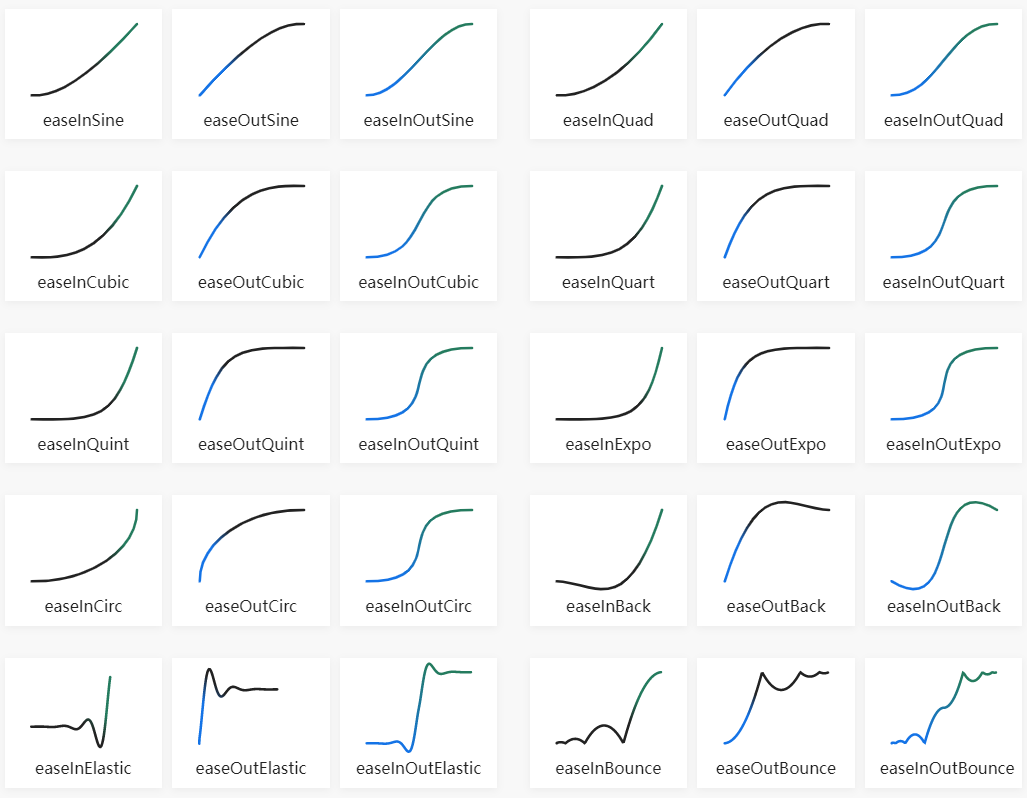 easeInSine
easeOutSine
easeInOutSine
easeInQuad
easeOutQuad
easeInOutQuad
easeInCubic
easeOutCubic
easeInOutCubic
easeInQuart
easeOutQuart
easeInOutQuart
easeInQuint
easeOutQuint
easeInOutQuint
easeInExpo
easeOutExpo
easeInOutExpo
easeInCirc
easeOutCirc
easeInOutCirc
easeInBack
easeOutBack
easeInOutBack
easeInElastic
easeOutElastic
easeInOutElastic
easeInBounce
easeOutBounce
easeInOutBounce